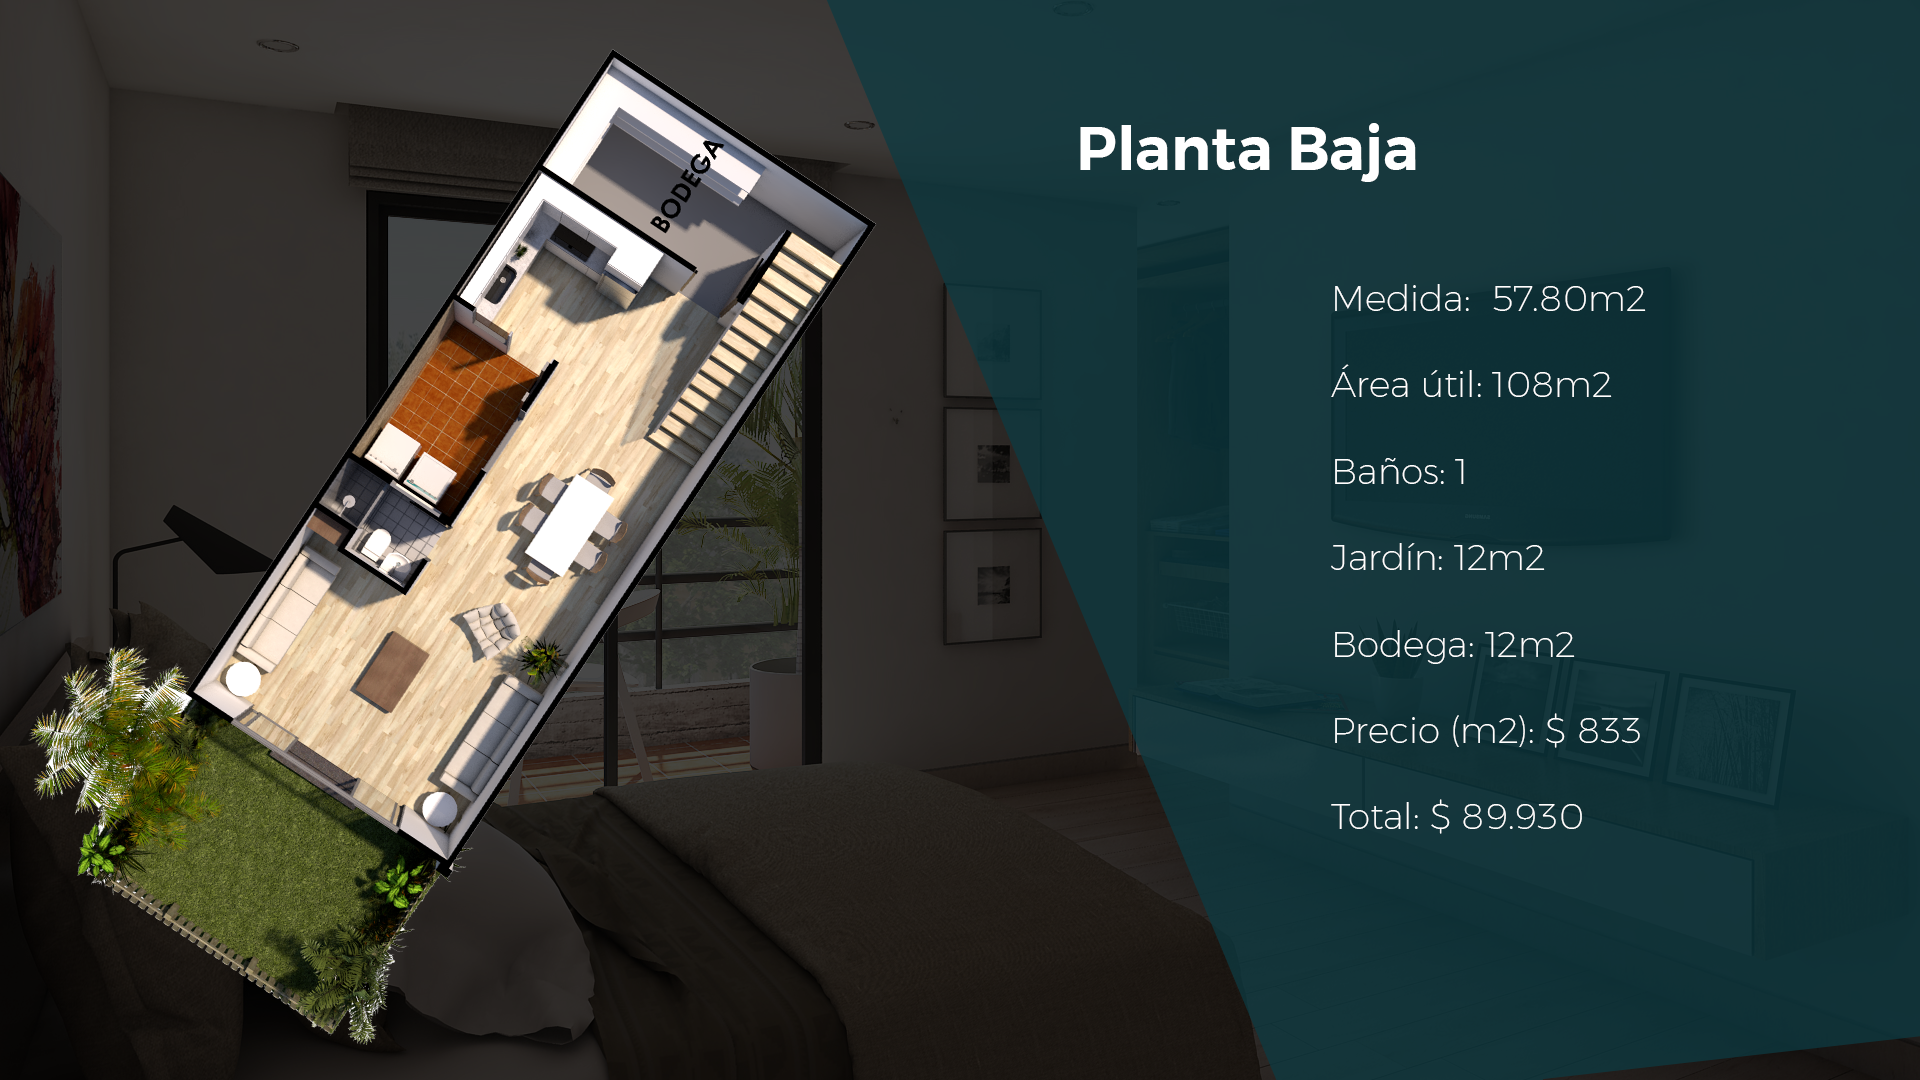 BODEGA
Planta Baja
Medida: 57.80m2
Área útil: 108m2
Baños: 1
Jardín: 12m2
Bodega: 12m2
Precio (m2): $ 833
Total: $ 89.930